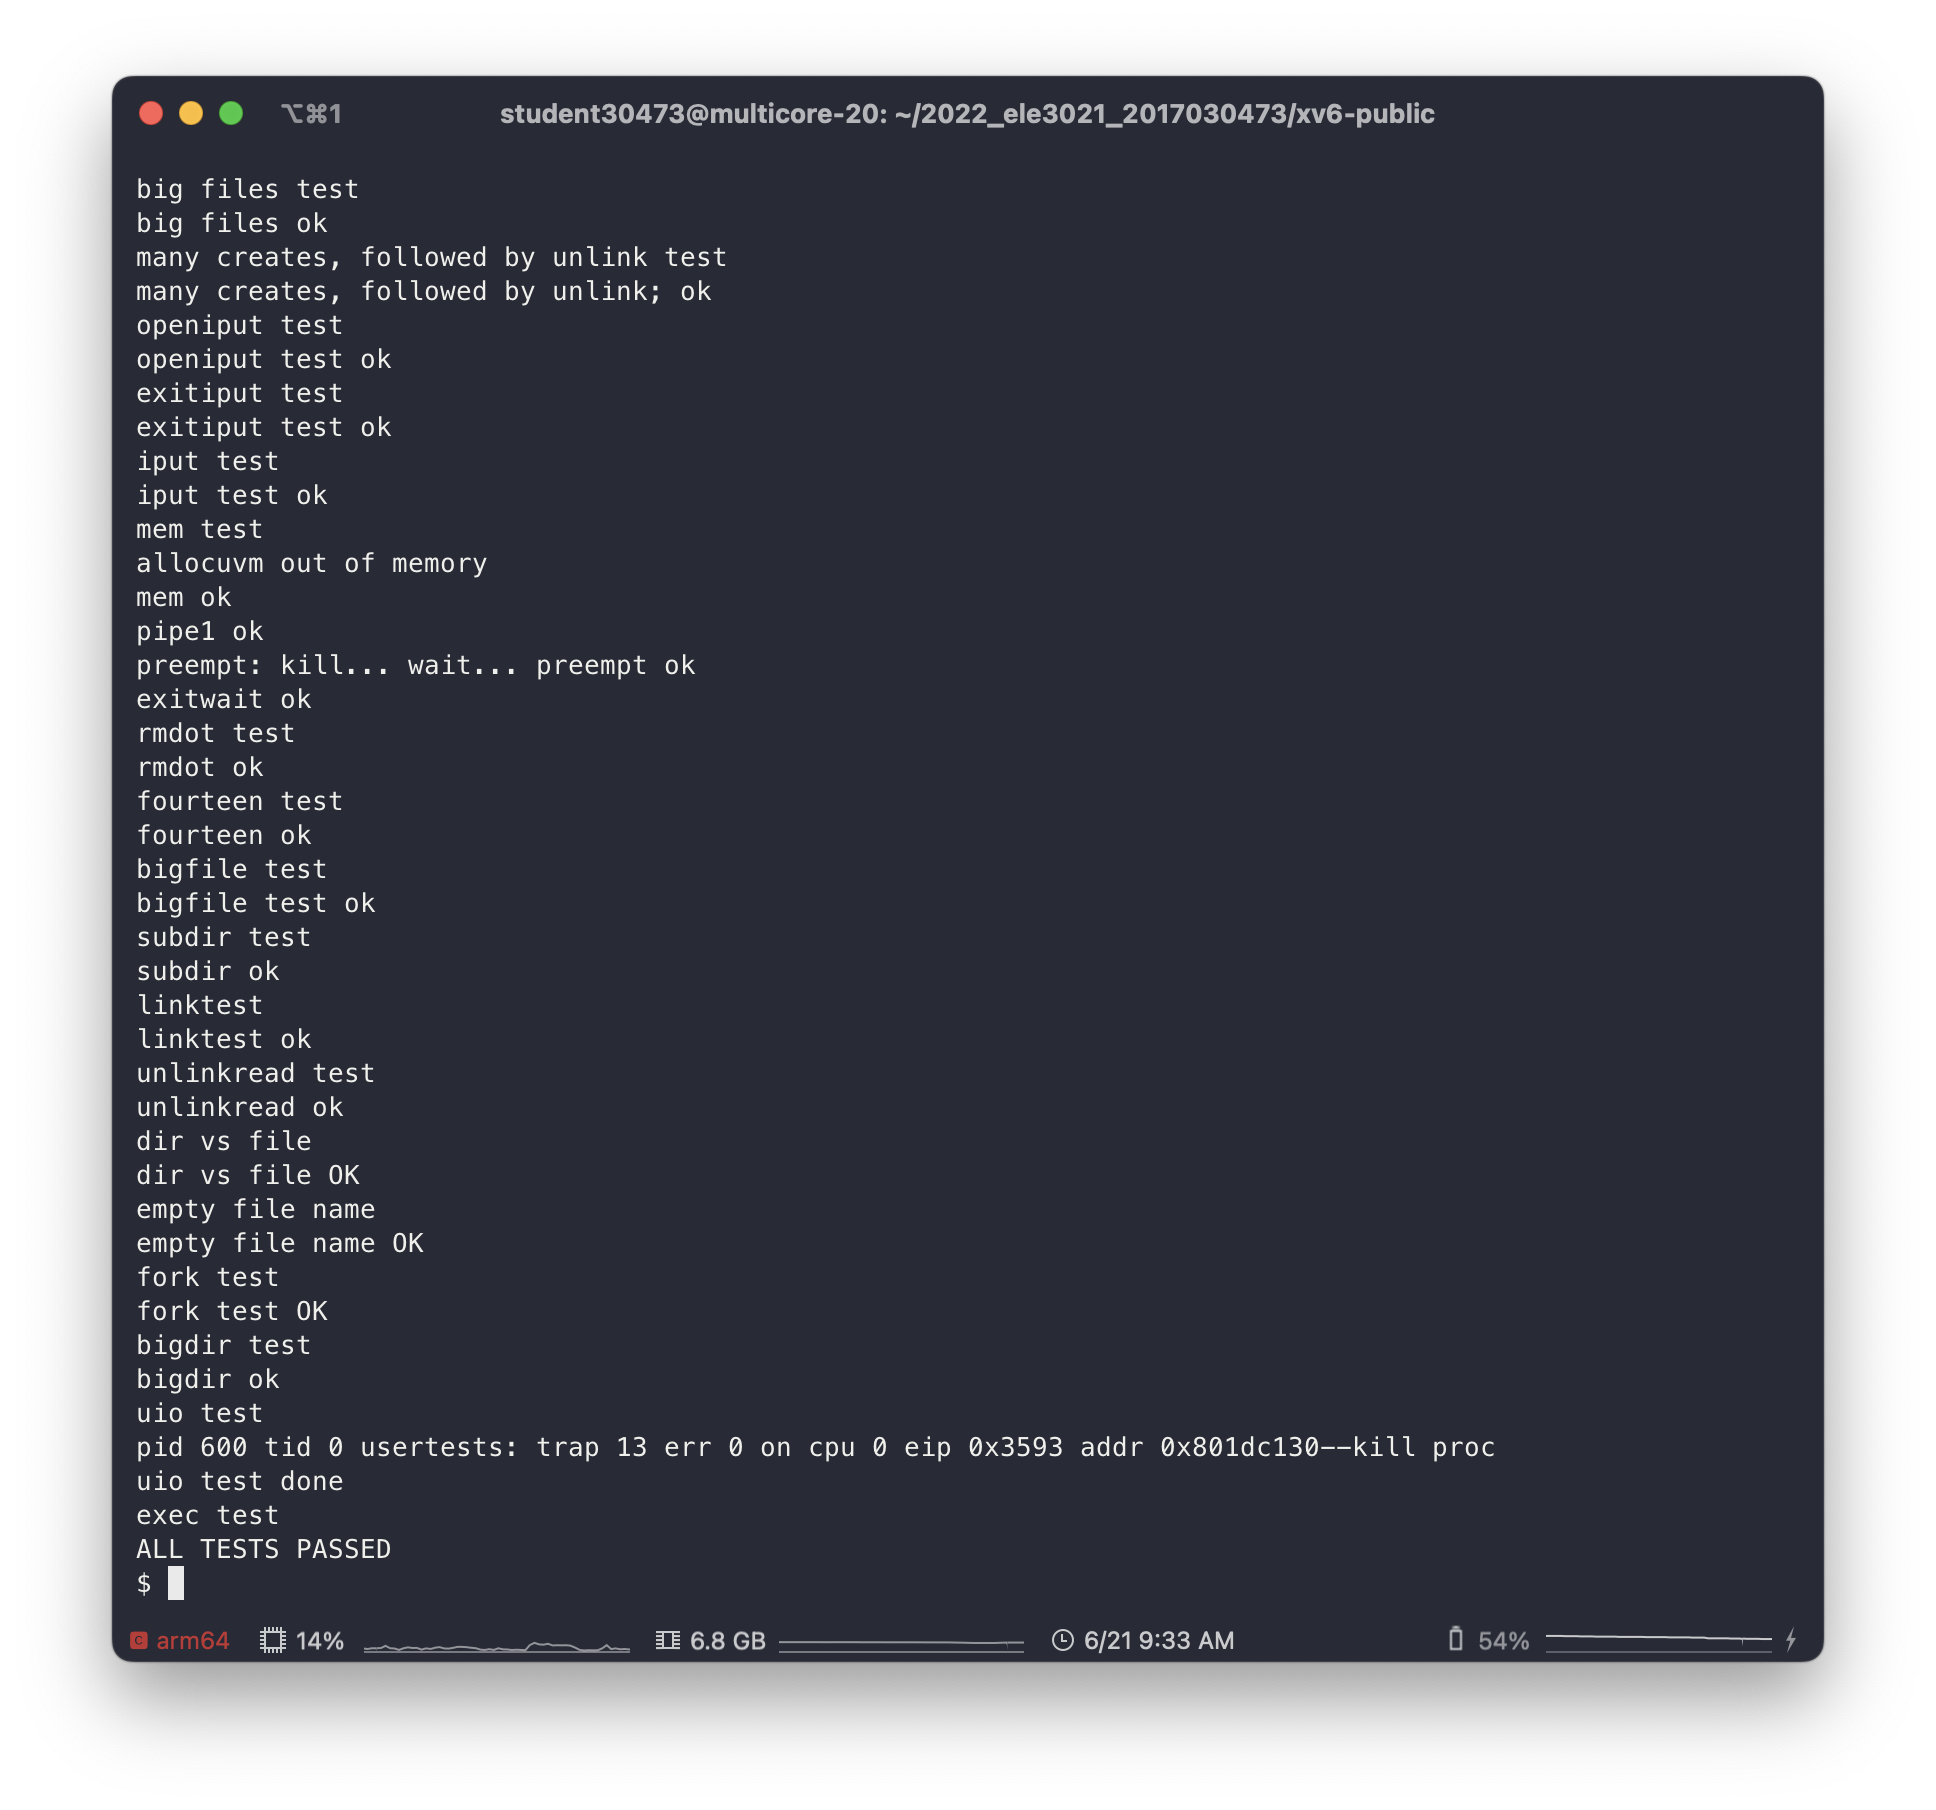 ⌥⌘1 student30473@multicore-20: ~/2022_ele3021_2017030473/xv6-public
big files test
big files ok
many creates, followed by unlink test
many creates, followed by unlink; ok
openiput test
openiput test ok
exitiput test
exitiput test ok
iput test
iput test ok
mem test
allocuvm out of memory
mem ok
pipe1 ok
preempt: kill... wait... preempt ok
exitwait ok
rmdot test
rmdot ok
fourteen test
fourteen ok
bigfile test
bigfile test ok
subdir test
subdir ok
linktest
linktest ok
unlinkread test
unlinkread ok
dir vs file
dir vs file OK
empty file name
empty file name OK
fork test
fork test OK
bigdir test
bigdir ok
uio test
pid 600 tid 0 usertests: trap 13 err 0 on cpu 0 eip 0x3593 addr 0x801dc130--kill proc
uio test done
exec test
ALL TESTS PASSED
$
C arm64 14% 6.8 GB 6/21 9:33 AM 54%